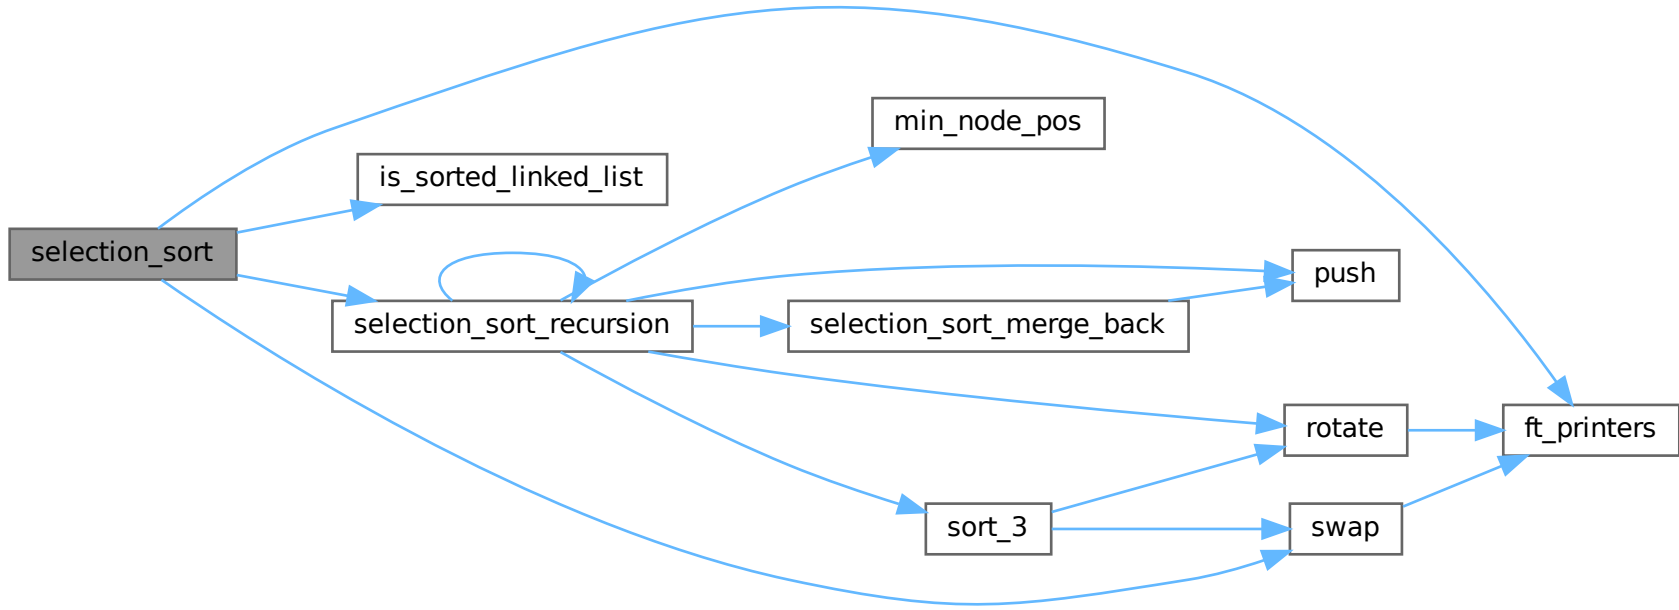 selection_sort
is_sorted_linked_list
selection_sort_recursion
min_node_pos
selection_sort_merge_back
sort_3
push
rotate
swap
ft_printers